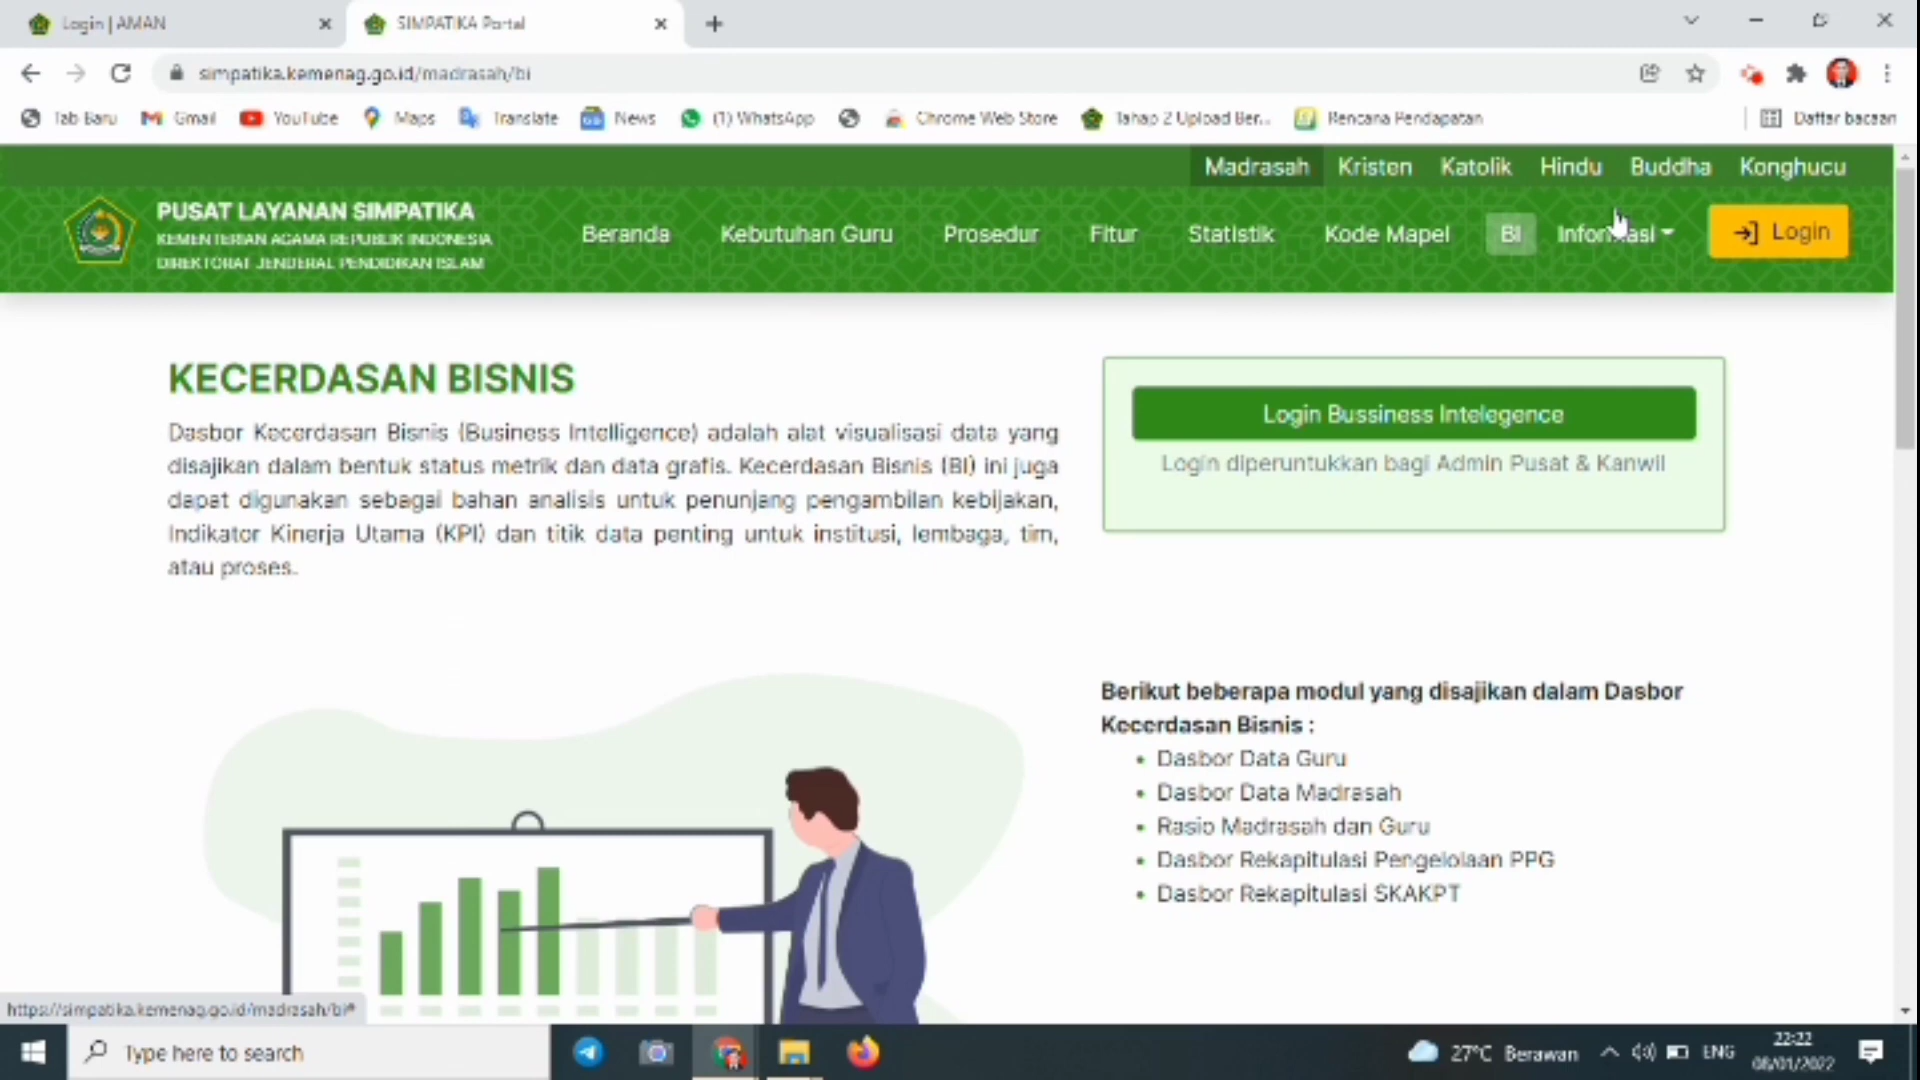 Login | AMAN
SIMPATIKA Portal
simpatika.kemenag.go.id/madrasah/bi
Tab Baru Gmail YouTube Maps Translate News (1) WhatsApp Chrome Web Store Tahap 2 Upload Ber... Rencana Pendapatan Daftar bacaan
Madrasah Kristen Katolik Hindu Buddha Konghucu
PUSAT LAYANAN SIMPATIKA
KEMENTERIAN AGAMA REPUBLIK INDONESIA
DIREKTORAT JENDERAL PENDIDIKAN ISLAM
Beranda Kebutuhan Guru Prosedur Fitur Statistik Kode Mapel BI Informasi Login
KECERDASAN BISNIS
Dasbor Kecerdasan Bisnis (Business Intelligence) adalah alat visualisasi data yang
disajikan dalam bentuk status metrik dan data grafis. Kecerdasan Bisnis (BI) ini juga
dapat digunakan sebagai bahan analisis untuk penunjang pengambilan kebijakan,
Indikator Kinerja Utama (KPI) dan titik data penting untuk institusi, lembaga, tim,
atau proses.
Login Bussiness Intelegence
Login diperuntukkan bagi Admin Pusat & Kanwil
Berikut beberapa modul yang disajikan dalam Dasbor
Kecerdasan Bisnis :
• Dasbor Data Guru
• Dasbor Data Madrasah
• Rasio Madrasah dan Guru
• Dasbor Rekapitulasi Pengelolaan PPG
• Dasbor Rekapitulasi SKAKPT
https://simpatika.kemenag.go.id/madrasah/bi#
Type here to search
27°C Berawan
ENG
22:22
08/01/2022